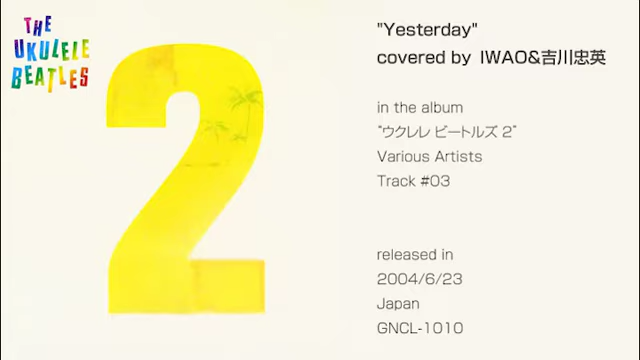 THE
UKULELE
BEATLES
2
"Yesterday"
covered by IWAO&吉川忠英
in the album
"ウクレレ ビートルズ 2"
Various Artists
Track #03
released in
2004/6/23
Japan
GNCL-1010